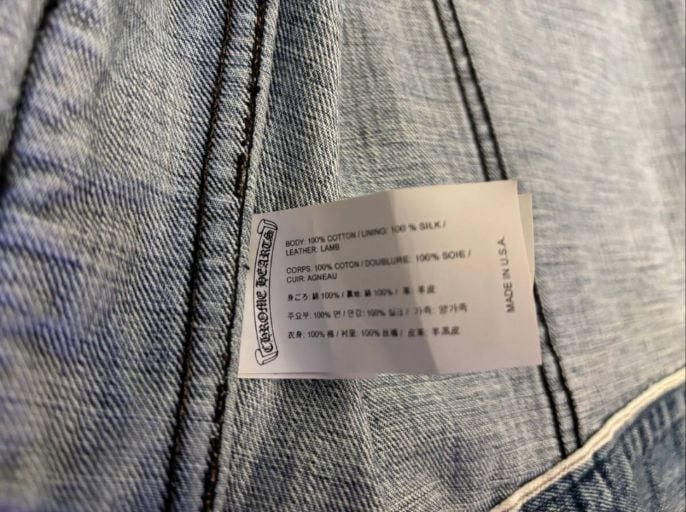 CHROME HEARTS
BODY: 100% COTTON / LINING: 100 % SILK /
LEATHER: LAMB
CORPS: 100% COTON / DOUBLURE: 100% SOIE /
CUIR: AGNEAU
身ごろ: 綿 100% / 裏地: 絹 100% / 革: 羊皮
주요부: 100% 면 / 안감: 100% 실크 / 가죽: 양가죽
衣身: 100% 棉 / 衬里: 100% 丝绸 / 皮革: 羊羔皮
MADE IN U.S.A.